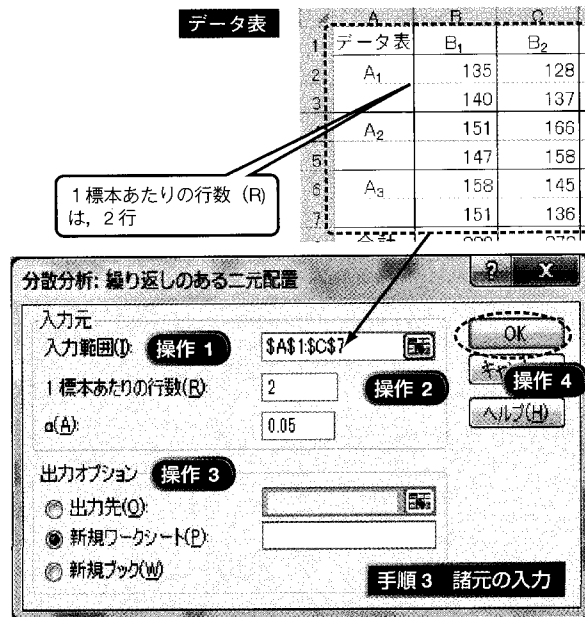 データ表
A B C
1 データ表 B₁ B₂
2 A₁ 135 128
3 140 137
A₂ 151 166
5 147 158
6 A₃ 158 145
7 151 136
1標本あたりの行数 (R)
は，2行
分散分析: 繰り返しのある二元配置
入力元
入力範囲(I): 操作 1 $A$1:$C$7
1 標本あたりの行数(R): 2 操作 2
α(A): 0.05
OK
操作 4
ヘルプ(H)
出力オプション 操作 3
出力先(O):
新規ワークシート(P):
新規ブック(W)
手順 3 諸元の入力